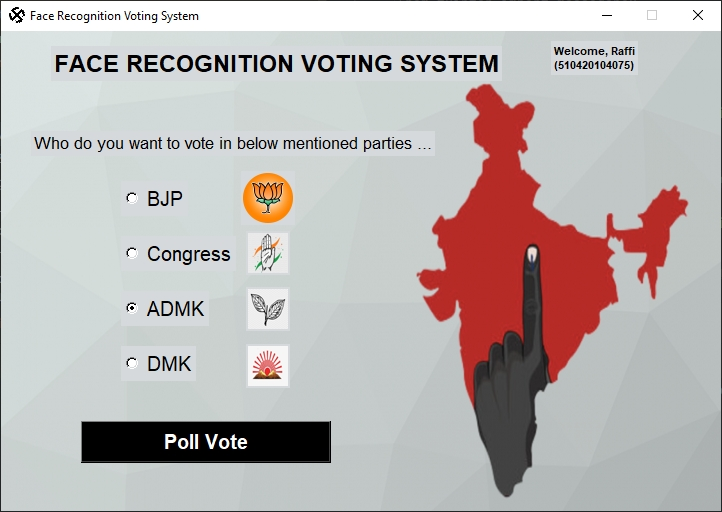 Face Recognition Voting System
FACE RECOGNITION VOTING SYSTEM
Welcome, Raffi
(510420104075)
Who do you want to vote in below mentioned parties ...
BJP
Congress
ADMK
DMK
Poll Vote